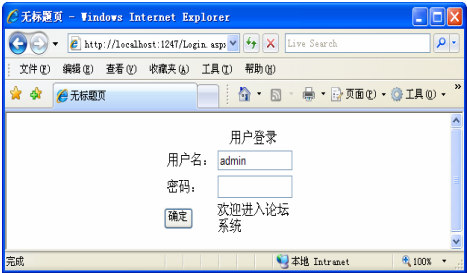 无标题页 - Windows Internet Explorer
http://localhost:1247/Login.asp
Live Search
文件(F) 编辑(E) 查看(V) 收藏夹(A) 工具(T) 帮助(H)
无标题页
页面(P) 工具(O) »
用户登录
用户名： admin
密码：
确定
欢迎进入论坛
系统
完成
本地 Intranet
100%